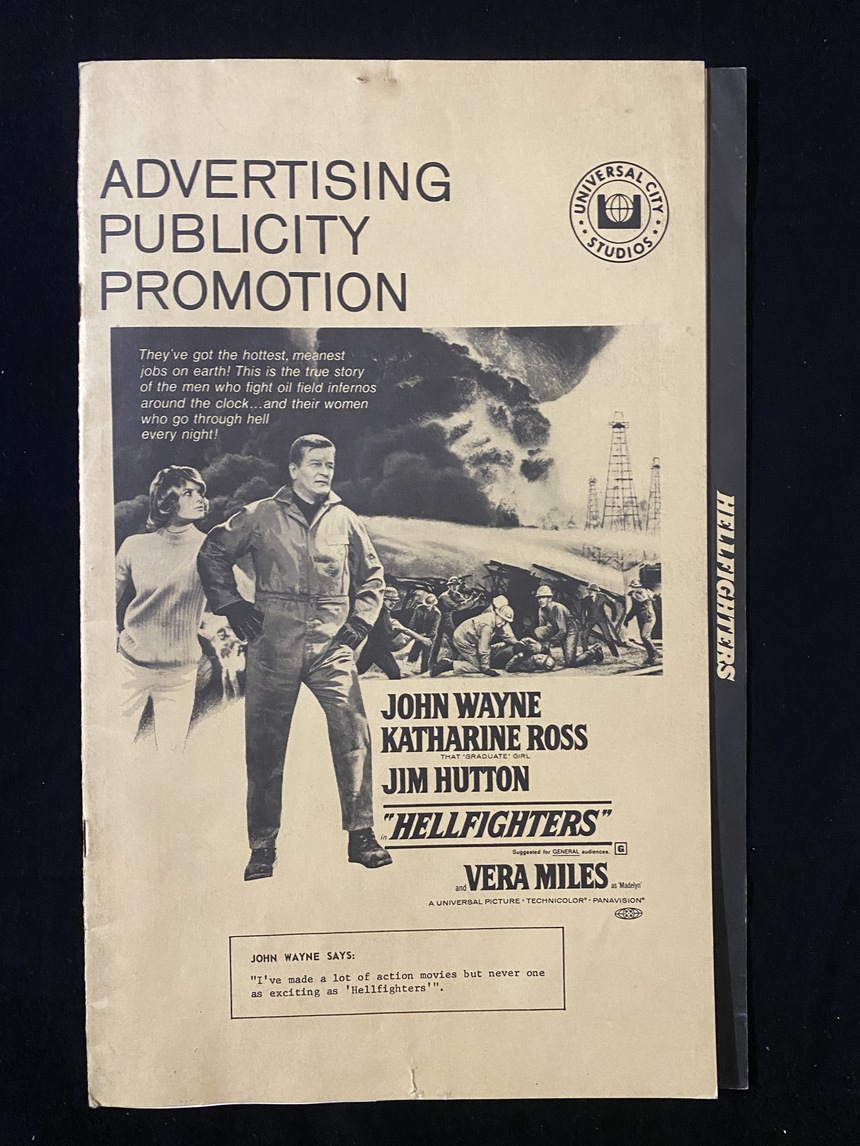 ADVERTISING
PUBLICITY
PROMOTION
UNIVERSAL CITY
STUDIOS
They've got the hottest, meanest
jobs on earth! This is the true story
of the men who fight oil field infernos
around the clock...and their women
who go through hell
every night!
HELLFIGHTERS
JOHN WAYNE
KATHARINE ROSS
THAT "GRADUATE" GIRL
JIM HUTTON
in "HELLFIGHTERS"
Suggested for GENERAL audiences. G
and VERA MILES as 'Madelyn'
A UNIVERSAL PICTURE • TECHNICOLOR® • PANAVISION®
JOHN WAYNE SAYS:
"I've made a lot of action movies but never one
as exciting as 'Hellfighters'".